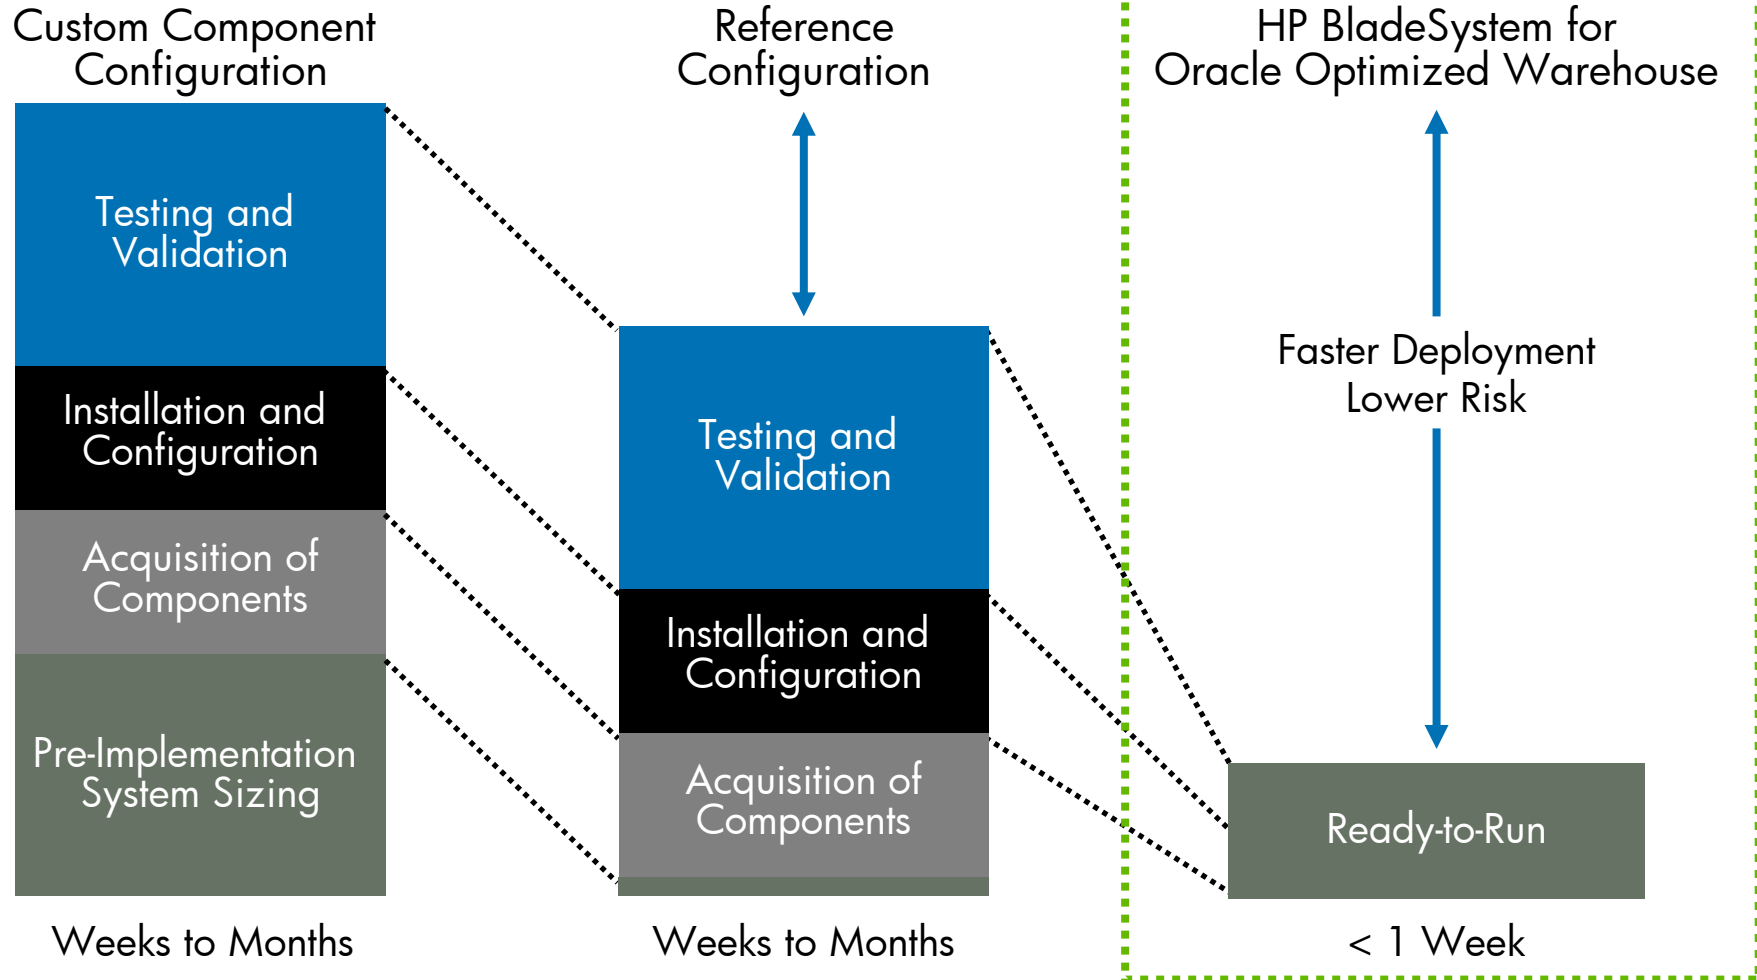 Custom Component
Configuration
Testing and
Validation
Installation and
Configuration
Acquisition of
Components
Pre-Implementation
System Sizing
Weeks to Months
Reference
Configuration
Testing and
Validation
Installation and
Configuration
Acquisition of
Components
Weeks to Months
HP BladeSystem for
Oracle Optimized Warehouse
Faster Deployment
Lower Risk
Ready-to-Run
< 1 Week